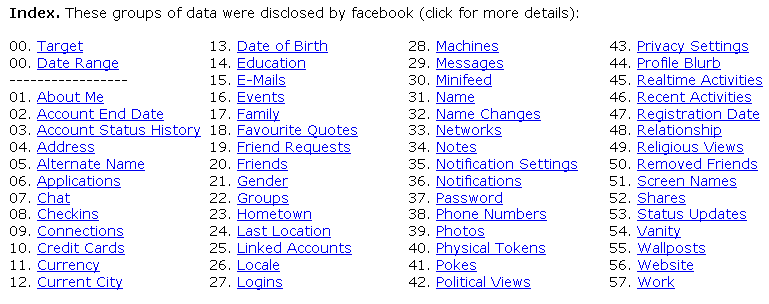 Index. These groups of data were disclosed by facebook (click for more details):
00. Target
00. Date Range
-----------------
01. About Me
02. Account End Date
03. Account Status History
04. Address
05. Alternate Name
06. Applications
07. Chat
08. Checkins
09. Connections
10. Credit Cards
11. Currency
12. Current City
13. Date of Birth
14. Education
15. E-Mails
16. Events
17. Family
18. Favourite Quotes
19. Friend Requests
20. Friends
21. Gender
22. Groups
23. Hometown
24. Last Location
25. Linked Accounts
26. Locale
27. Logins
28. Machines
29. Messages
30. Minifeed
31. Name
32. Name Changes
33. Networks
34. Notes
35. Notification Settings
36. Notifications
37. Password
38. Phone Numbers
39. Photos
40. Physical Tokens
41. Pokes
42. Political Views
43. Privacy Settings
44. Profile Blurb
45. Realtime Activities
46. Recent Activities
47. Registration Date
48. Relationship
49. Religious Views
50. Removed Friends
51. Screen Names
52. Shares
53. Status Updates
54. Vanity
55. Wallposts
56. Website
57. Work